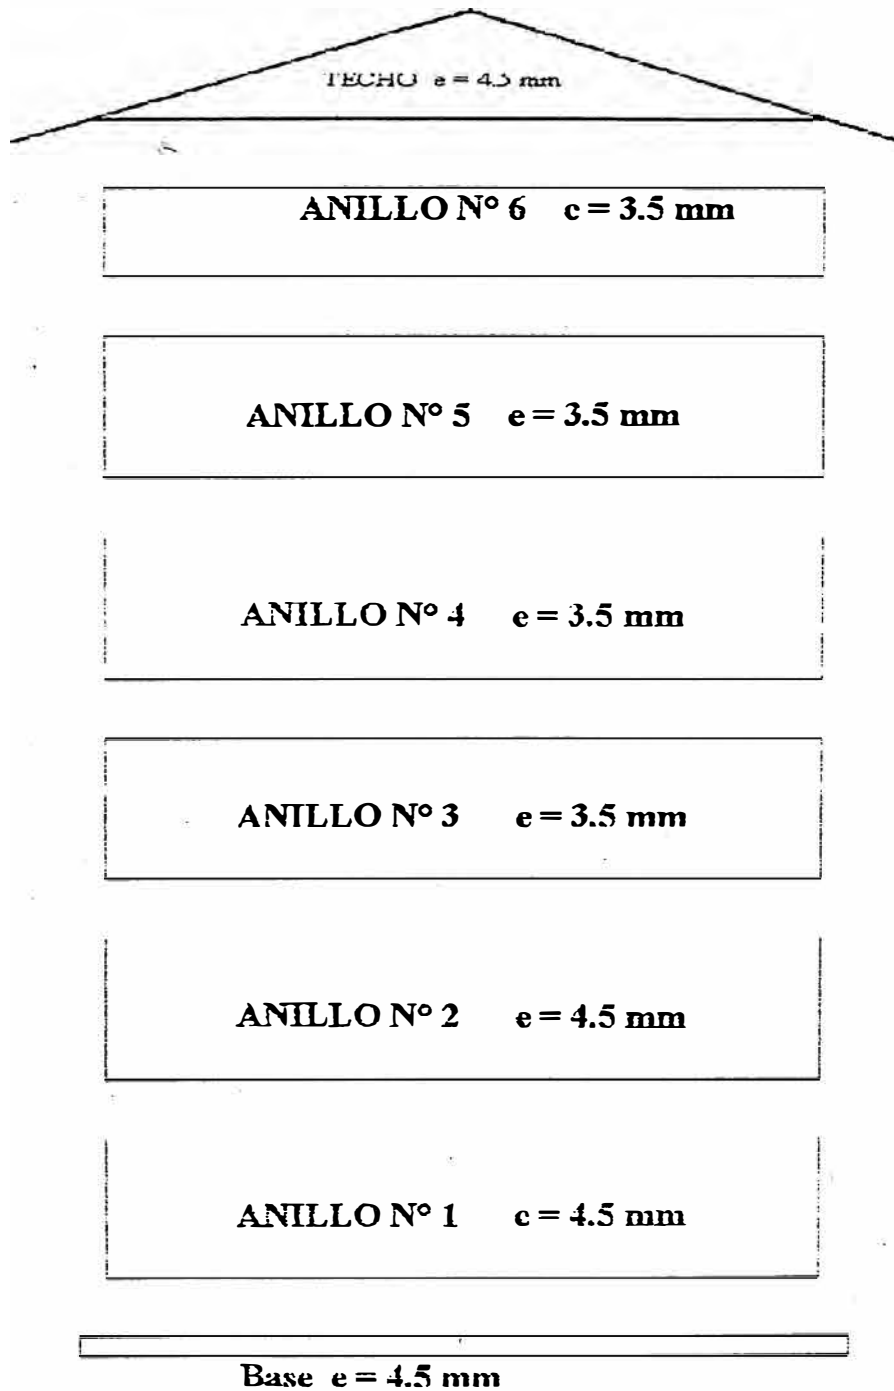 TECHO e = 4.5 mm
ANILLO N° 6 c = 3.5 mm
ANILLO N° 5 e = 3.5 mm
ANILLO N° 4 e = 3.5 mm
ANILLO N° 3 e = 3.5 mm
ANILLO N° 2 e = 4.5 mm
ANILLO N° 1 c = 4.5 mm
Base e = 4.5 mm